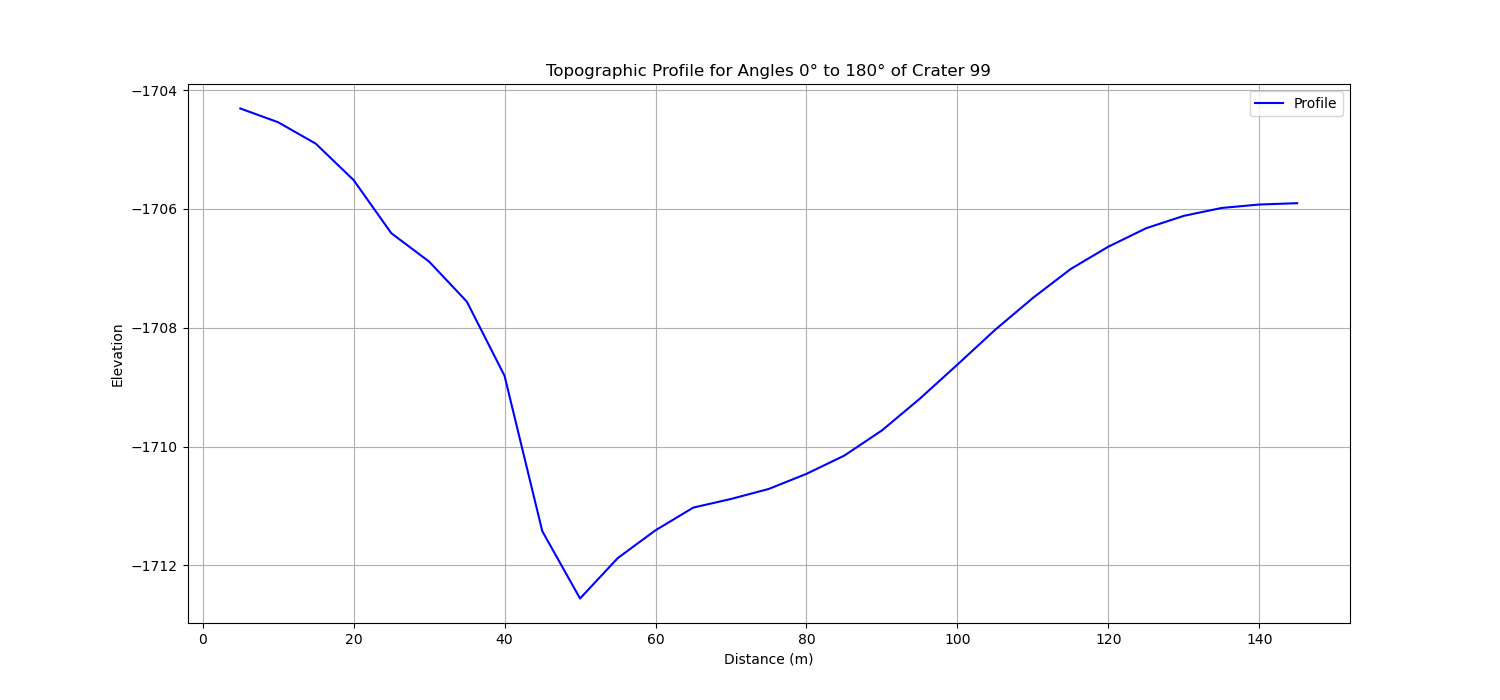 Topographic Profile for Angles 0° to 180° of Crater 99
Profile
−1704
−1706
−1708
−1710
−1712
Elevation
0 20 40 60 80 100 120 140
Distance (m)